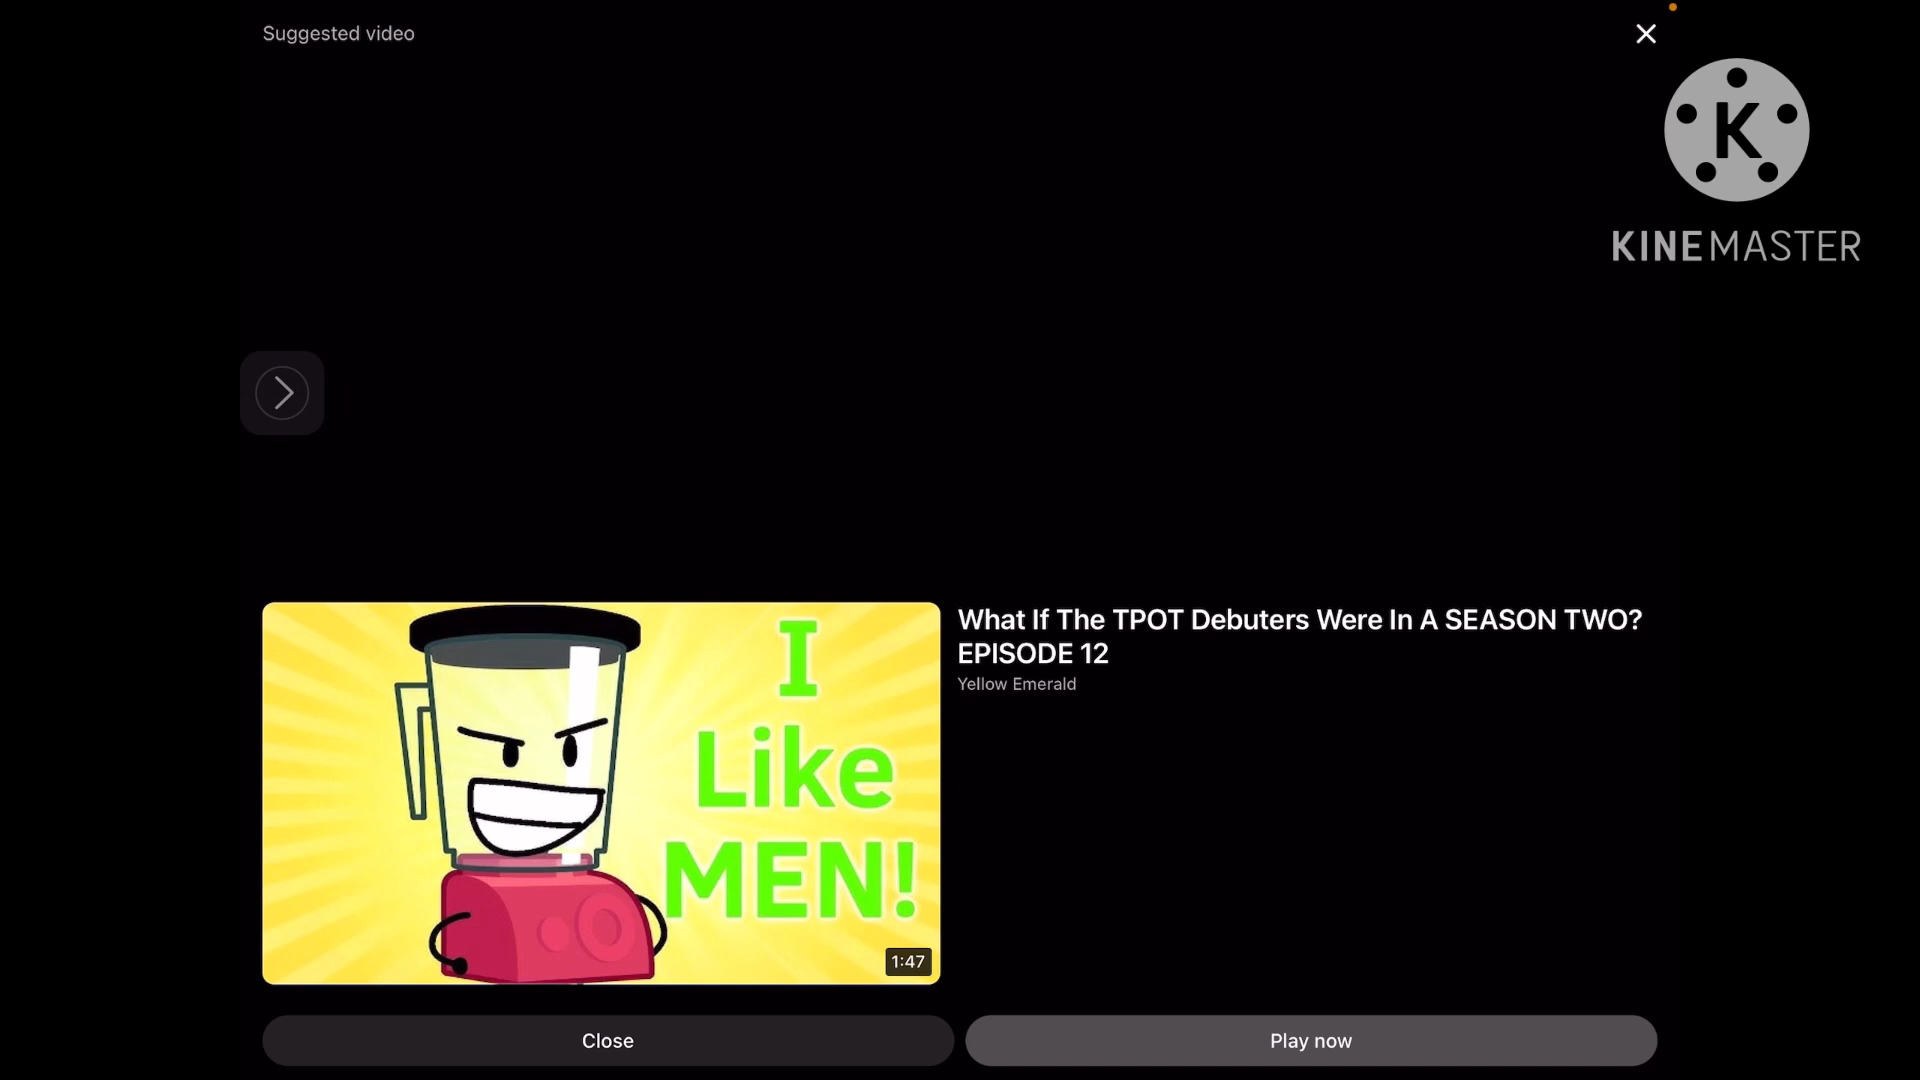 Suggested video
K
KINEMASTER
I
Like
MEN!
1:47
What If The TPOT Debuters Were In A SEASON TWO?
EPISODE 12
Yellow Emerald
Close
Play now